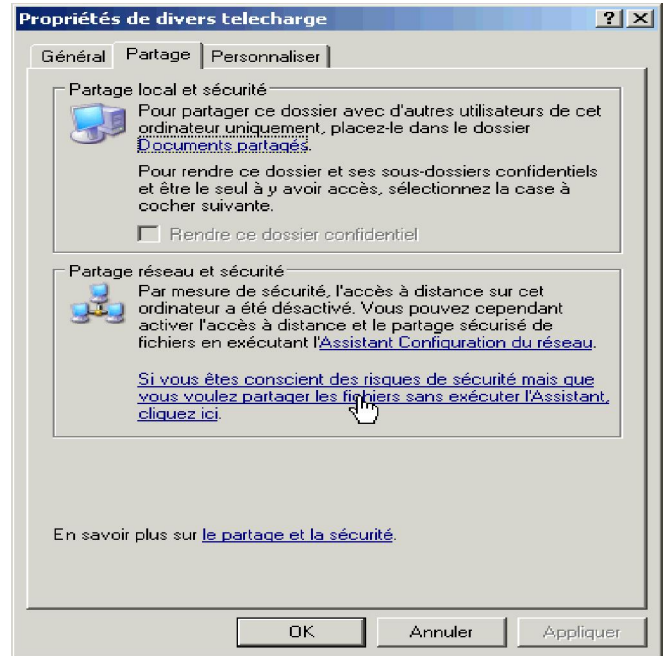 Propriétés de divers telecharge
Général Partage Personnaliser
Partage local et sécurité
Pour partager ce dossier avec d'autres utilisateurs de cet
ordinateur uniquement, placez-le dans le dossier
Documents partagés.
Pour rendre ce dossier et ses sous-dossiers confidentiels
et être le seul à y avoir accès, sélectionnez la case à
cocher suivante.
Rendre ce dossier confidentiel
Partage réseau et sécurité
Par mesure de sécurité, l'accès à distance sur cet
ordinateur a été désactivé. Vous pouvez cependant
activer l'accès à distance et le partage sécurisé de
fichiers en exécutant l'Assistant Configuration du réseau.
Si vous êtes conscient des risques de sécurité mais que
vous voulez partager les fichiers sans exécuter l'Assistant,
cliquez ici.
En savoir plus sur le partage et la sécurité.
OK Annuler Appliquer